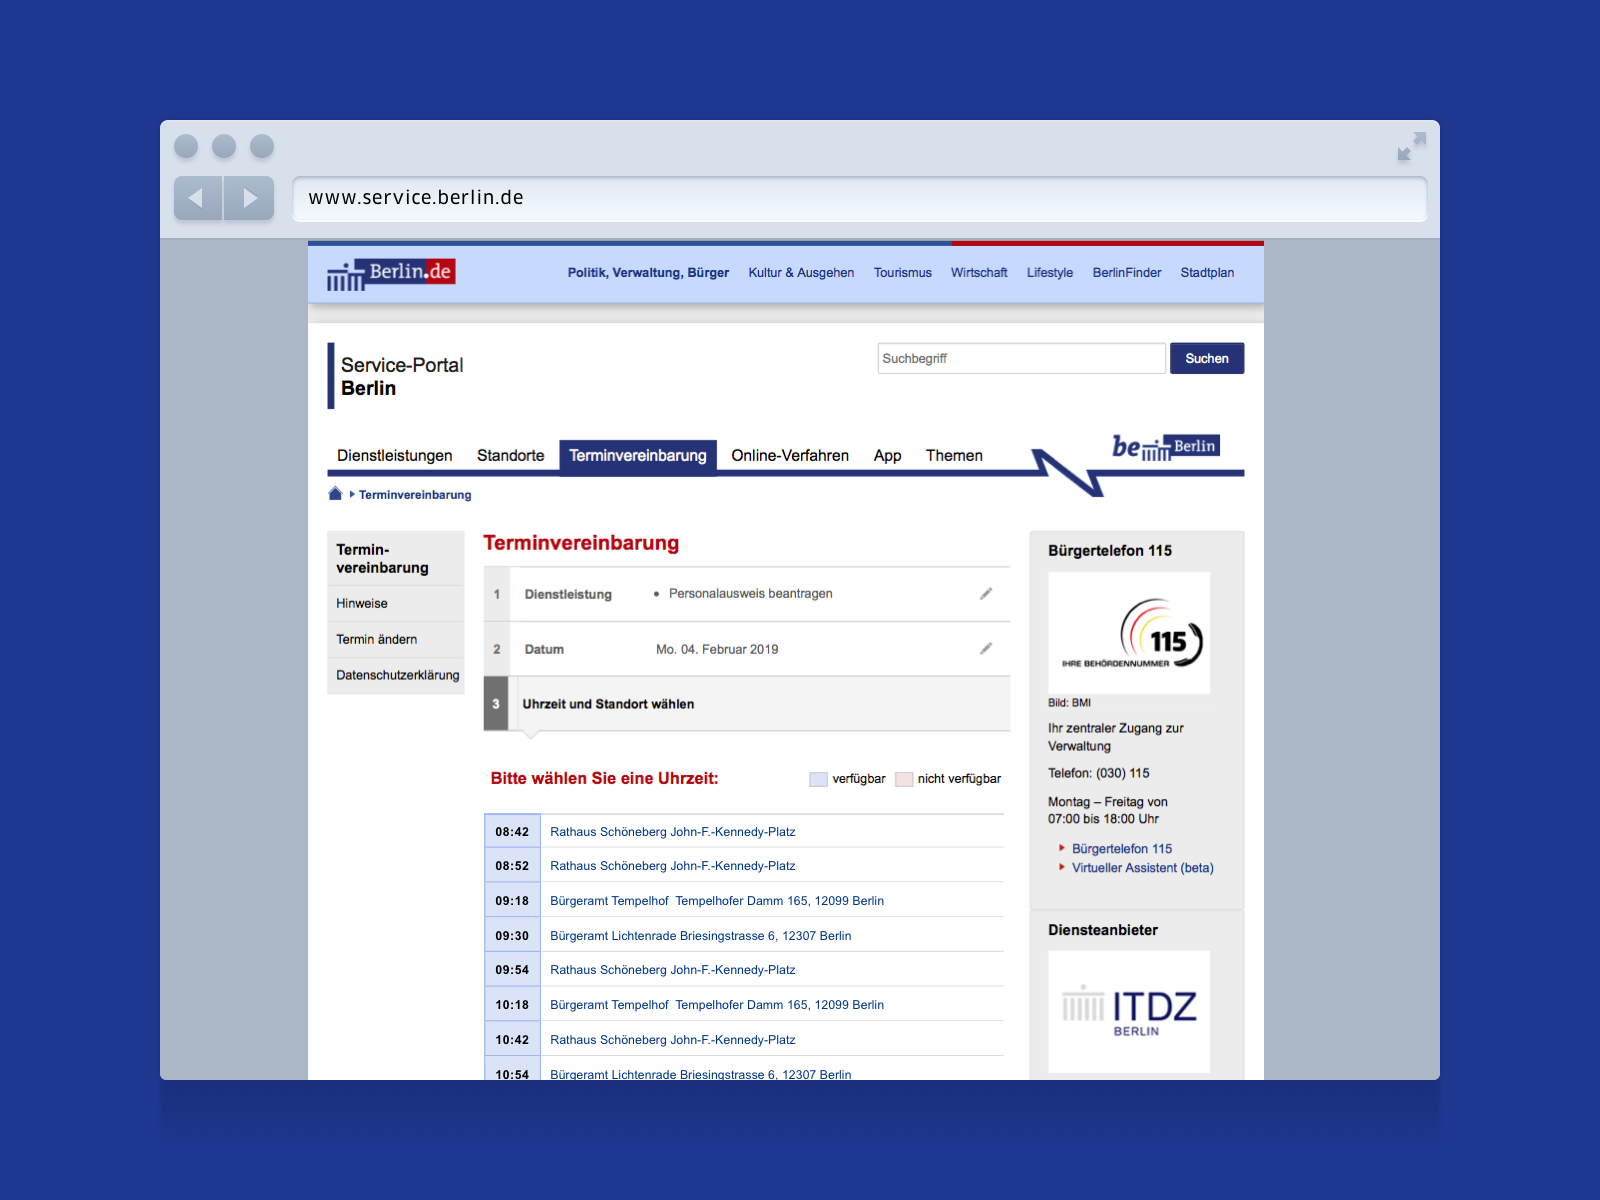 www.service.berlin.de
Berlin.de
Politik, Verwaltung, Bürger Kultur & Ausgehen Tourismus Wirtschaft Lifestyle BerlinFinder Stadtplan
Service-Portal
Berlin
Suchbegriff
Suchen
be Berlin
Dienstleistungen Standorte Terminvereinbarung Online-Verfahren App Themen
Terminvereinbarung
Termin-
vereinbarung
Hinweise
Termin ändern
Datenschutzerklärung
Terminvereinbarung
1 Dienstleistung • Personalausweis beantragen
2 Datum Mo. 04. Februar 2019
3 Uhrzeit und Standort wählen
Bitte wählen Sie eine Uhrzeit: verfügbar nicht verfügbar
08:42 Rathaus Schöneberg John-F.-Kennedy-Platz
08:52 Rathaus Schöneberg John-F.-Kennedy-Platz
09:18 Bürgeramt Tempelhof Tempelhofer Damm 165, 12099 Berlin
09:30 Bürgeramt Lichtenrade Briesingstrasse 6, 12307 Berlin
09:54 Rathaus Schöneberg John-F.-Kennedy-Platz
10:18 Bürgeramt Tempelhof Tempelhofer Damm 165, 12099 Berlin
10:42 Rathaus Schöneberg John-F.-Kennedy-Platz
10:54 Bürgeramt Lichtenrade Briesingstrasse 6, 12307 Berlin
Bürgertelefon 115
115
IHRE BEHÖRDENNUMMER
Bild: BMI
Ihr zentraler Zugang zur
Verwaltung
Telefon: (030) 115
Montag – Freitag von
07:00 bis 18:00 Uhr
Bürgertelefon 115
Virtueller Assistent (beta)
Diensteanbieter
ITDZ
BERLIN